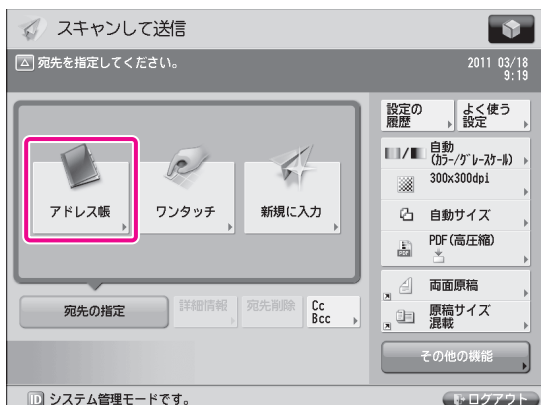 スキャンして送信
宛先を指定してください。
2011 03/18
9:19
アドレス帳
ワンタッチ
新規に入力
宛先の指定
詳細情報
宛先削除
Cc
Bcc
設定の
履歴
よく使う
設定
自動
(カラー/グレースケール)
300x300dpi
自動サイズ
PDF(高圧縮)
両面原稿
原稿サイズ
混載
その他の機能
ID システム管理モードです。
ログアウト